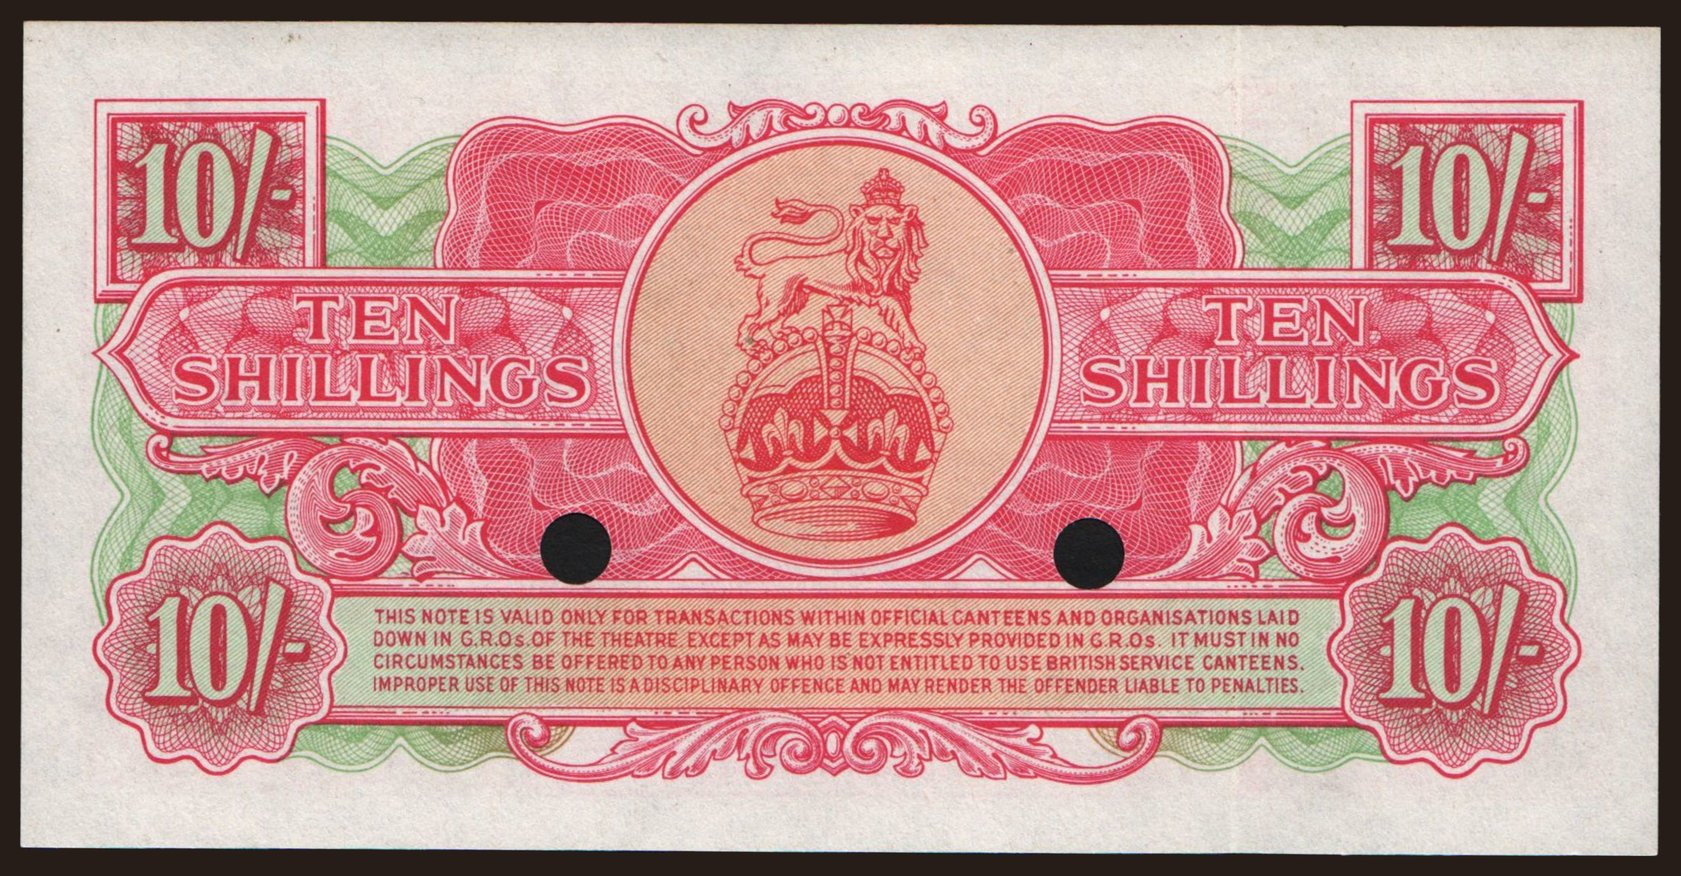 10/-
10/-
TEN
SHILLINGS
TEN
SHILLINGS
10/-
THIS NOTE IS VALID ONLY FOR TRANSACTIONS WITHIN OFFICIAL CANTEENS AND ORGANISATIONS LAID
DOWN IN G.R.Os. OF THE THEATRE, EXCEPT AS MAY BE EXPRESSLY PROVIDED IN G.R.Os. IT MUST IN NO
CIRCUMSTANCES BE OFFERED TO ANY PERSON WHO IS NOT ENTITLED TO USE BRITISH SERVICE CANTEENS.
IMPROPER USE OF THIS NOTE IS A DISCIPLINARY OFFENCE AND MAY RENDER THE OFFENDER LIABLE TO PENALTIES.
10/-